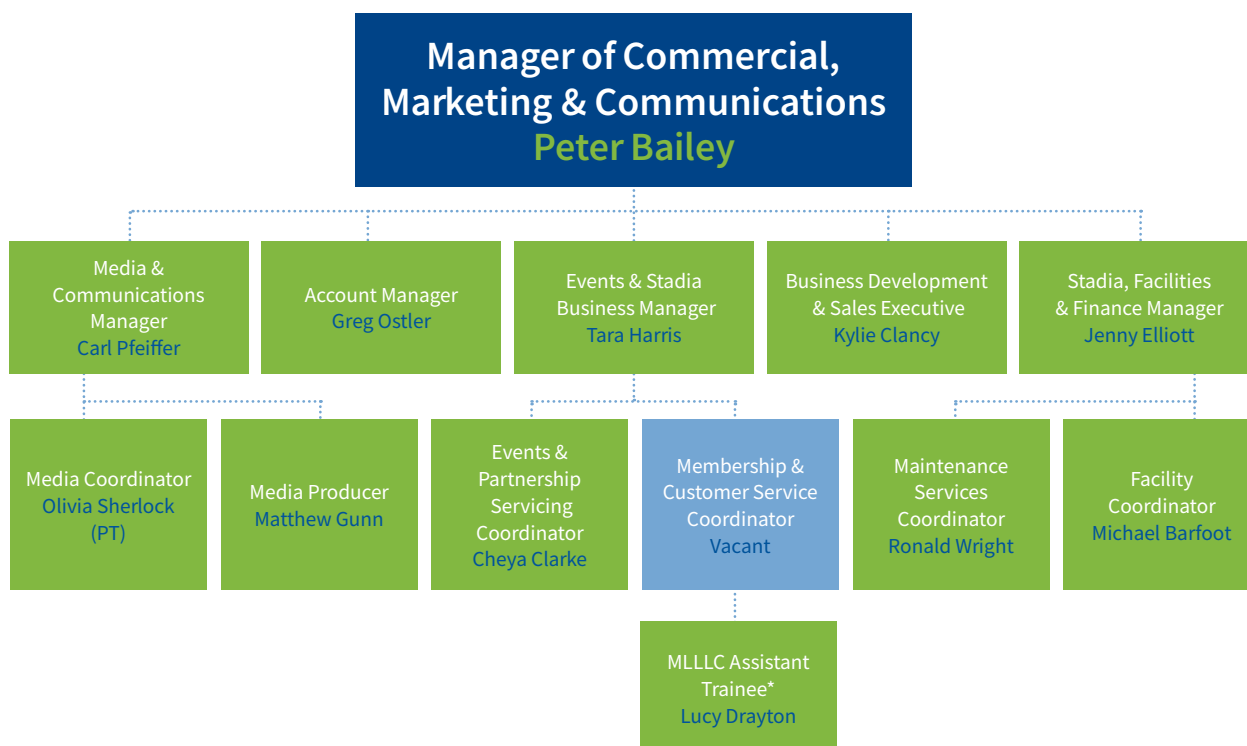 Manager of Commercial,
Marketing & Communications
Peter Bailey
Media &
Communications
Manager
Carl Pfeiffer
Account Manager
Greg Ostler
Events & Stadia
Business Manager
Tara Harris
Business Development
& Sales Executive
Kylie Clancy
Stadia, Facilities
& Finance Manager
Jenny Elliott
Media Coordinator
Olivia Sherlock
(PT)
Media Producer
Matthew Gunn
Events &
Partnership
Servicing
Coordinator
Cheya Clarke
Membership &
Customer Service
Coordinator
Vacant
Maintenance
Services
Coordinator
Ronald Wright
Facility
Coordinator
Michael Barfoot
MLLLC Assistant
Trainee*
Lucy Drayton